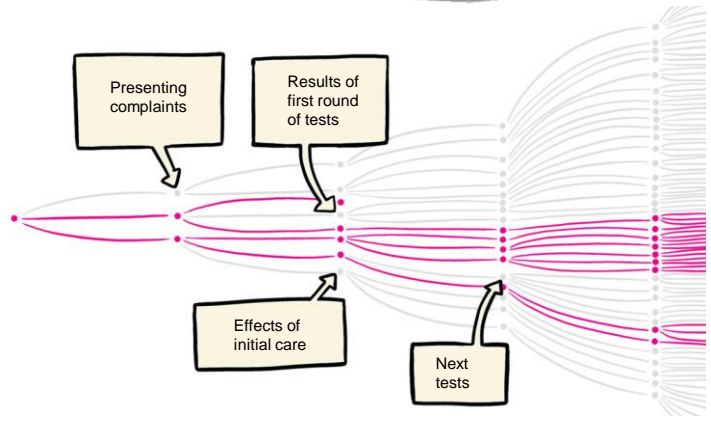 Presenting
complaints
Results of
first round
of tests
Effects of
initial care
Next
tests